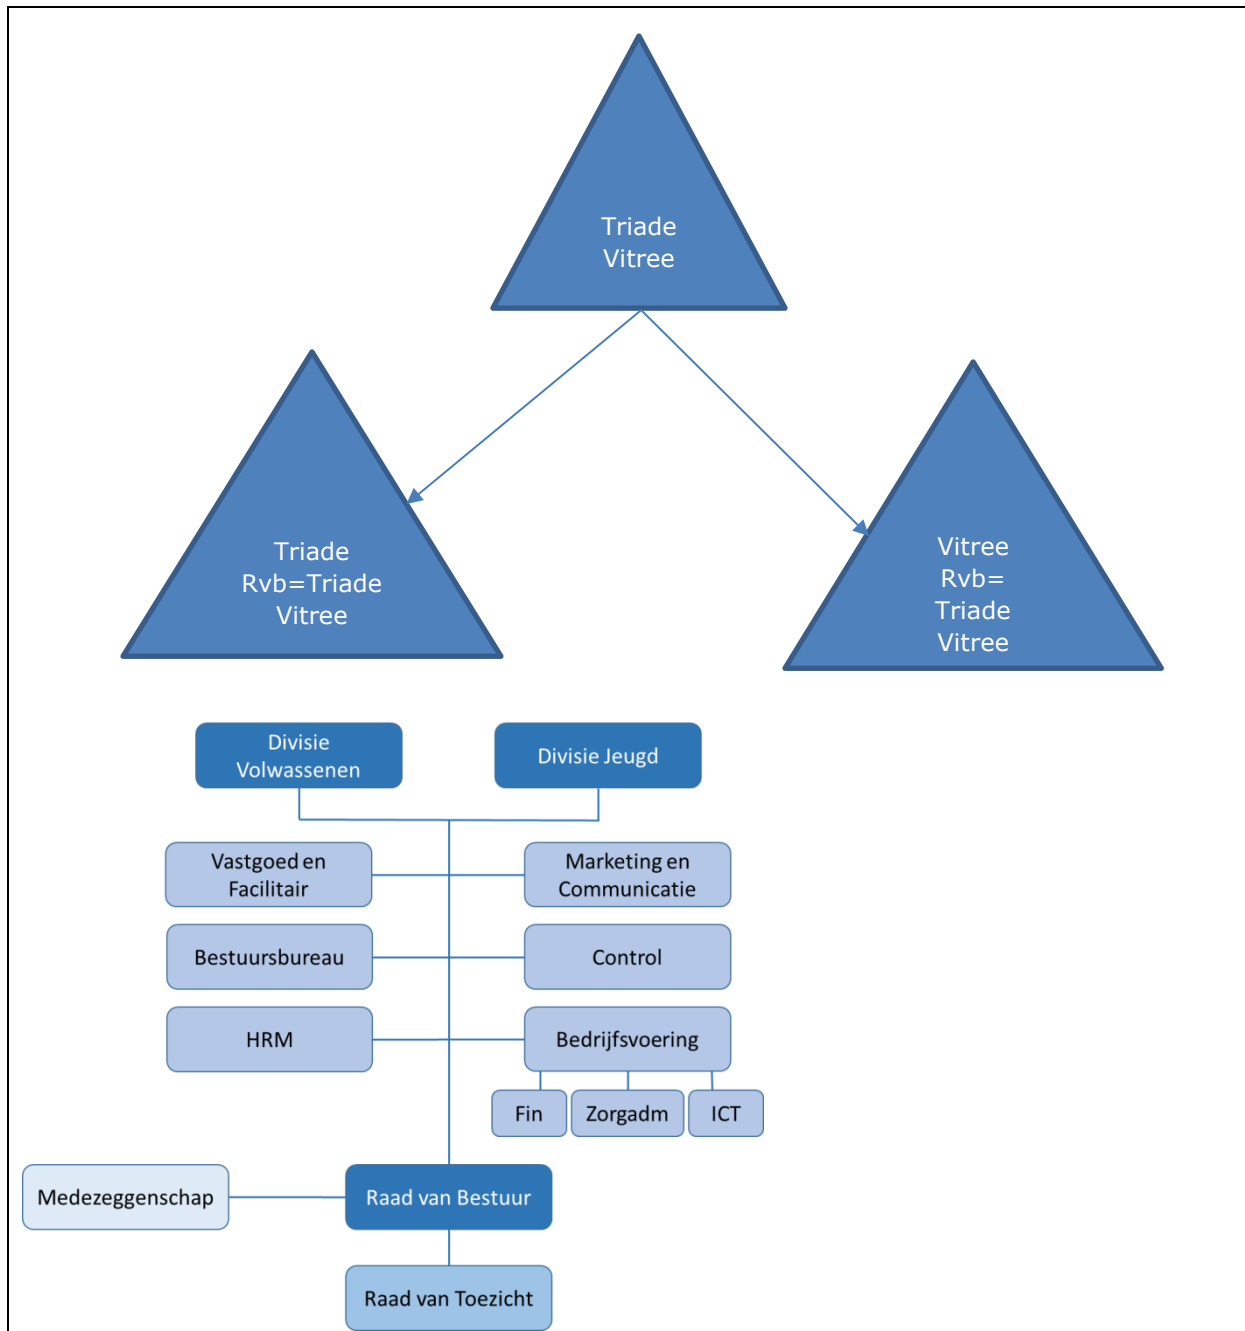 Triade
Vitree
Triade
Rvb=Triade
Vitree
Vitree
Rvb=
Triade
Vitree
Divisie
Volwassenen
Divisie Jeugd
Vastgoed en
Facilitair
Marketing en
Communicatie
Bestuursbureau
Control
HRM
Bedrijfsvoering
Fin
Zorgadm
ICT
Medezeggenschap
Raad van Bestuur
Raad van Toezicht